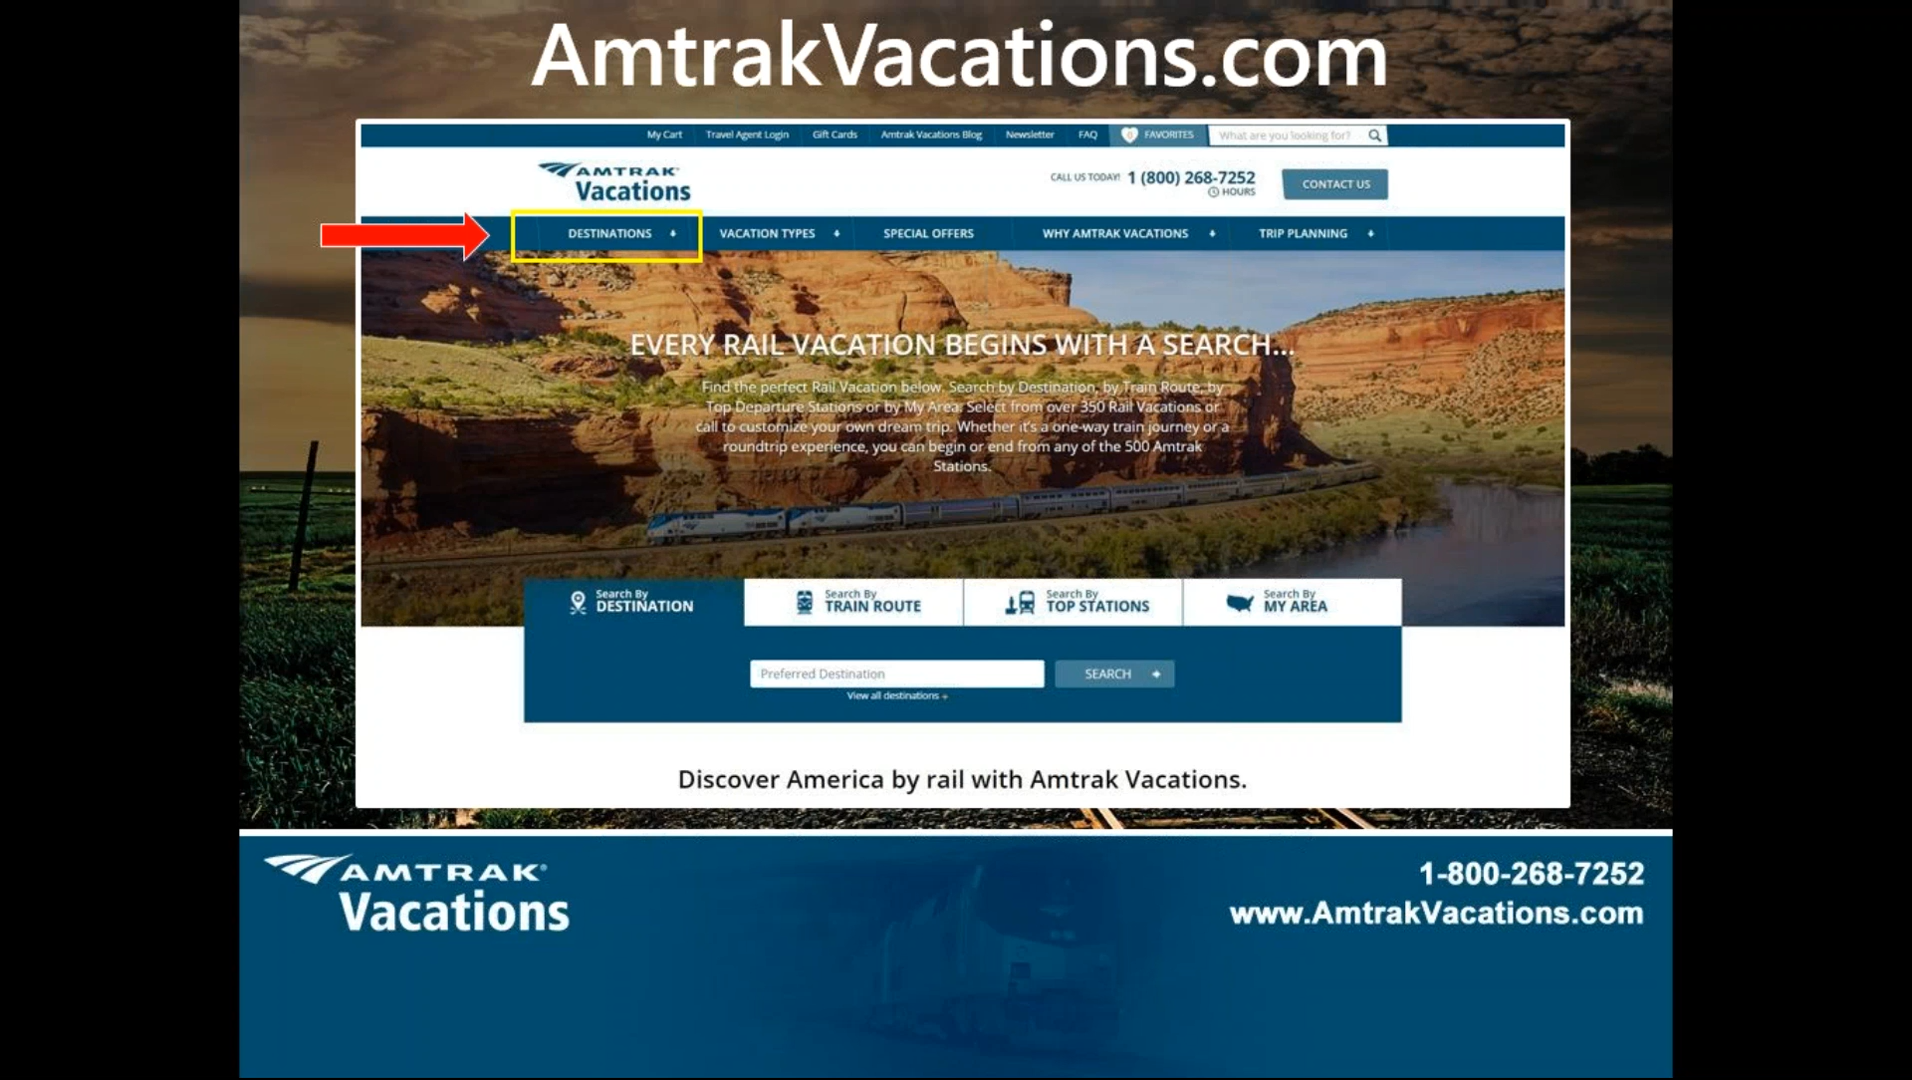 AmtrakVacations.com
My Cart Travel Agent Login Gift Cards Amtrak Vacations Blog Newsletter FAQ 0 FAVORITES What are you looking for?
AMTRAK
Vacations
CALL US TODAY! 1 (800) 268-7252
HOURS
CONTACT US
DESTINATIONS VACATION TYPES SPECIAL OFFERS WHY AMTRAK VACATIONS TRIP PLANNING
EVERY RAIL VACATION BEGINS WITH A SEARCH...
Find the perfect Rail Vacation below. Search by Destination, by Train Route, by
Top Departure Stations or by My Area. Select from over 350 Rail Vacations or
call to customize your own dream trip. Whether it's a one-way train journey or a
roundtrip experience, you can begin or end from any of the 500 Amtrak
Stations.
Search By
DESTINATION
Search By
TRAIN ROUTE
Search By
TOP STATIONS
Search By
MY AREA
Preferred Destination
SEARCH
View all destinations +
Discover America by rail with Amtrak Vacations.
AMTRAK®
Vacations
1-800-268-7252
www.AmtrakVacations.com